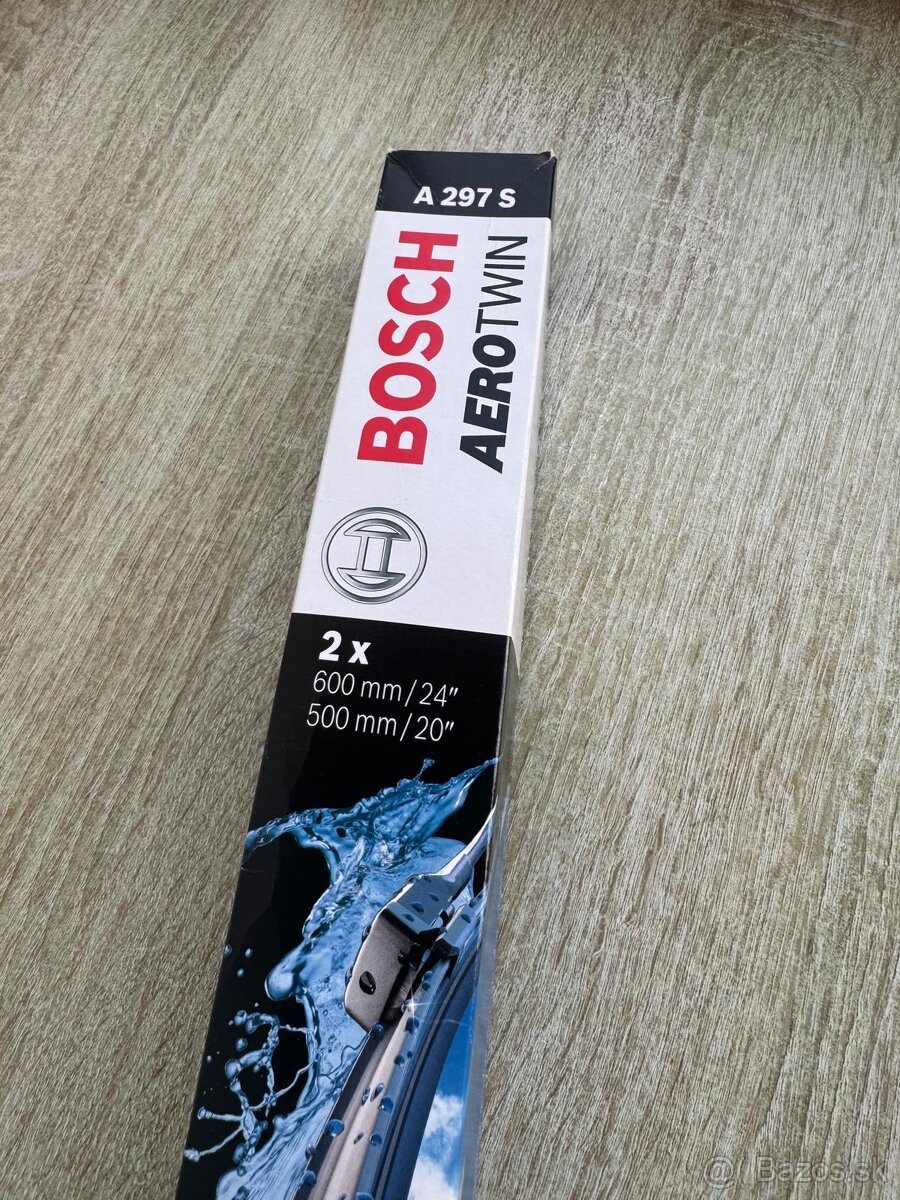 A 297 S
BOSCH
AEROTWIN
2 x
600 mm/24″
500 mm/20″
@ Bazos.sk